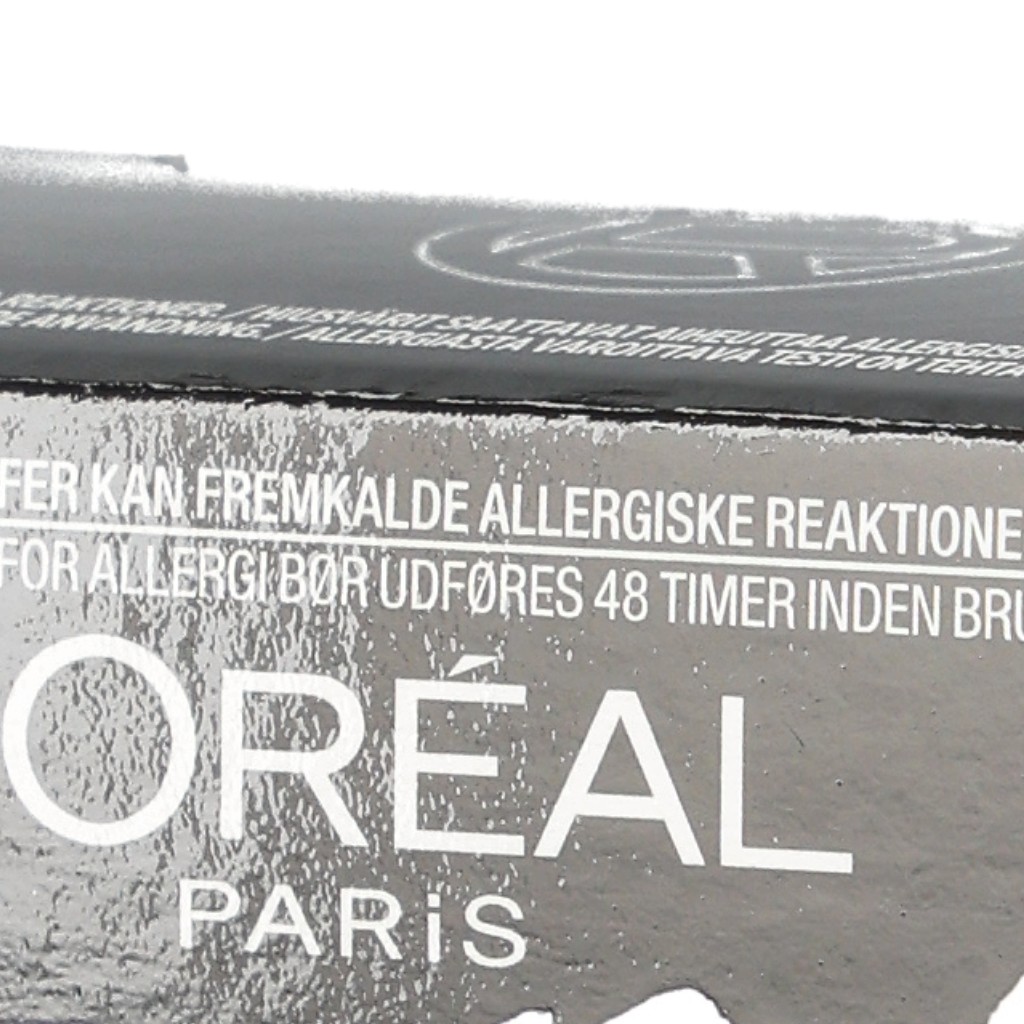 REAKTIONER. / HIUSVÄRIT SAATTAVAT AIHEUTTAA ALLERGISI
E ANVÄNDNING. / ALLERGIASTA VAROITTAVA TESTI ON TEHTÄ
FER KAN FREMKALDE ALLERGISKE REAKTIONE
FOR ALLERGI BØR UDFØRES 48 TIMER INDEN BRU
ORÉAL
PARiS